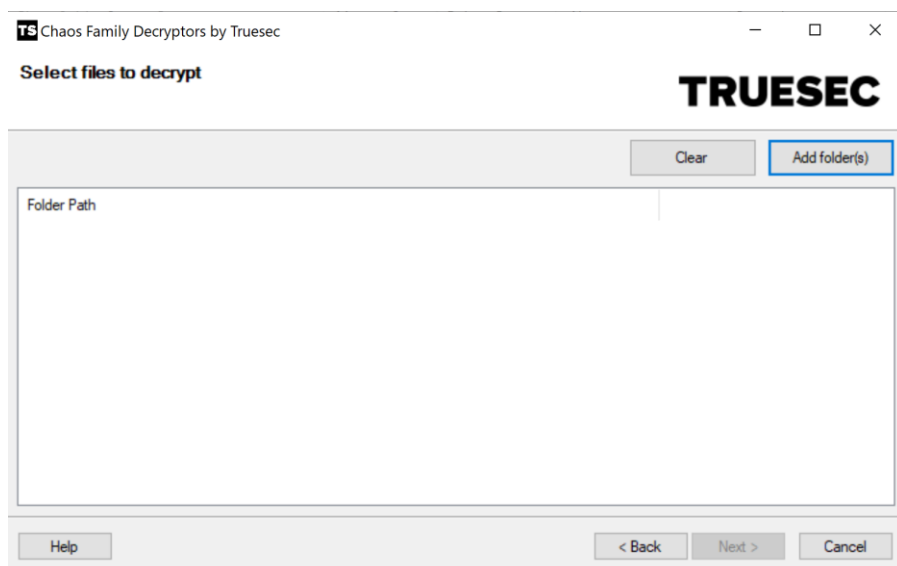 TS Chaos Family Decryptors by Truesec
Select files to decrypt
TRUESEC
Clear Add folder(s)
Folder Path
Help < Back Next > Cancel